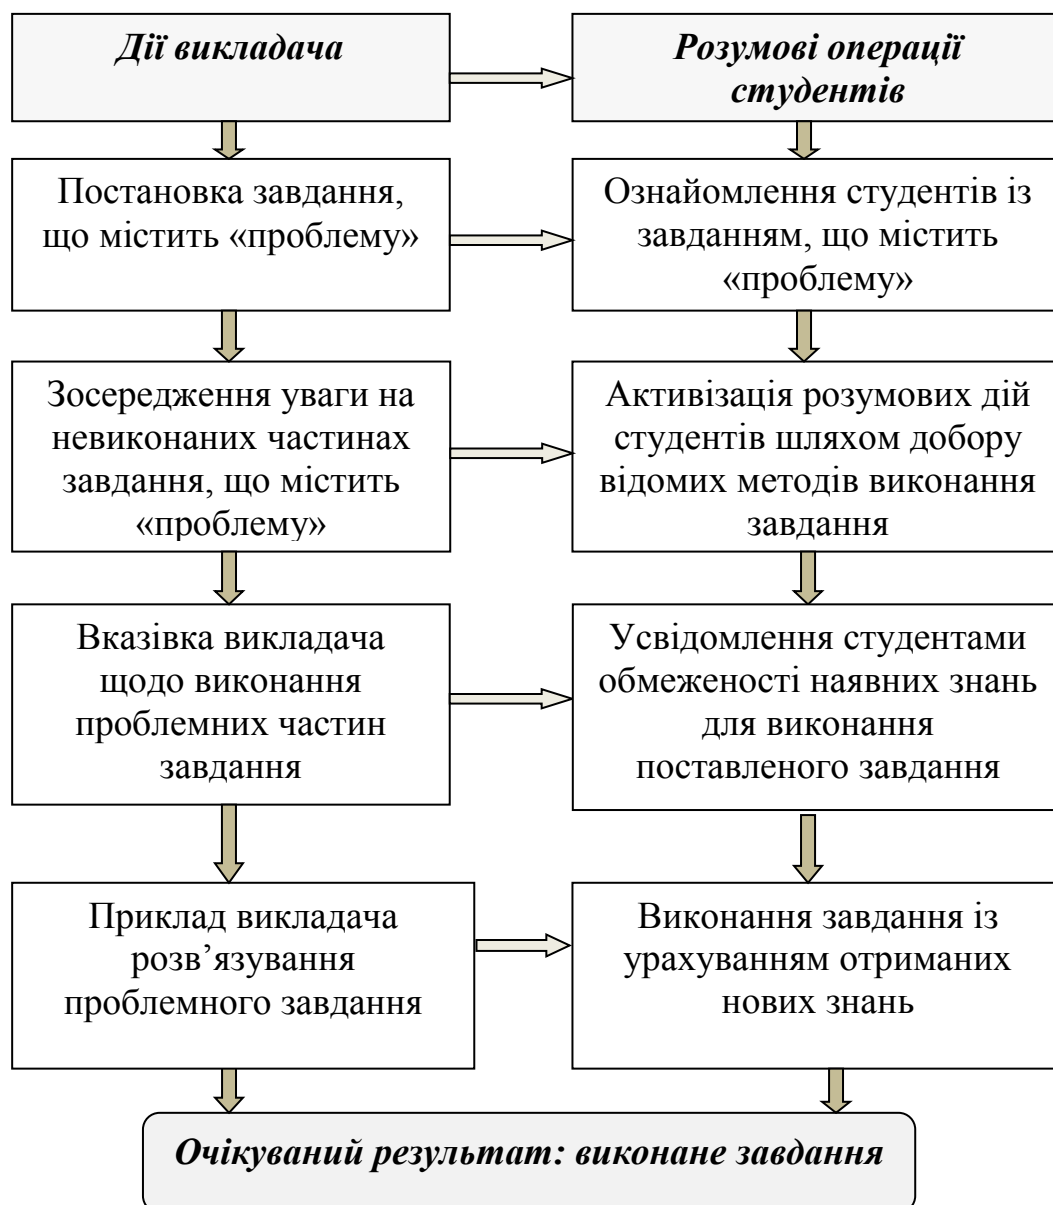 Дії викладача
Розумові операції
студентів
Постановка завдання,
що містить «проблему»
Ознайомлення студентів із
завданням, що містить
«проблему»
Зосередження уваги на
невиконаних частинах
завдання, що містить
«проблему»
Активізація розумових дій
студентів шляхом добору
відомих методів виконання
завдання
Вказівка викладача
щодо виконання
проблемних частин
завдання
Усвідомлення студентами
обмеженості наявних знань
для виконання
поставленого завдання
Приклад викладача
розв’язування
проблемного завдання
Виконання завдання із
урахуванням отриманих
нових знань
Очікуваний результат: виконане завдання